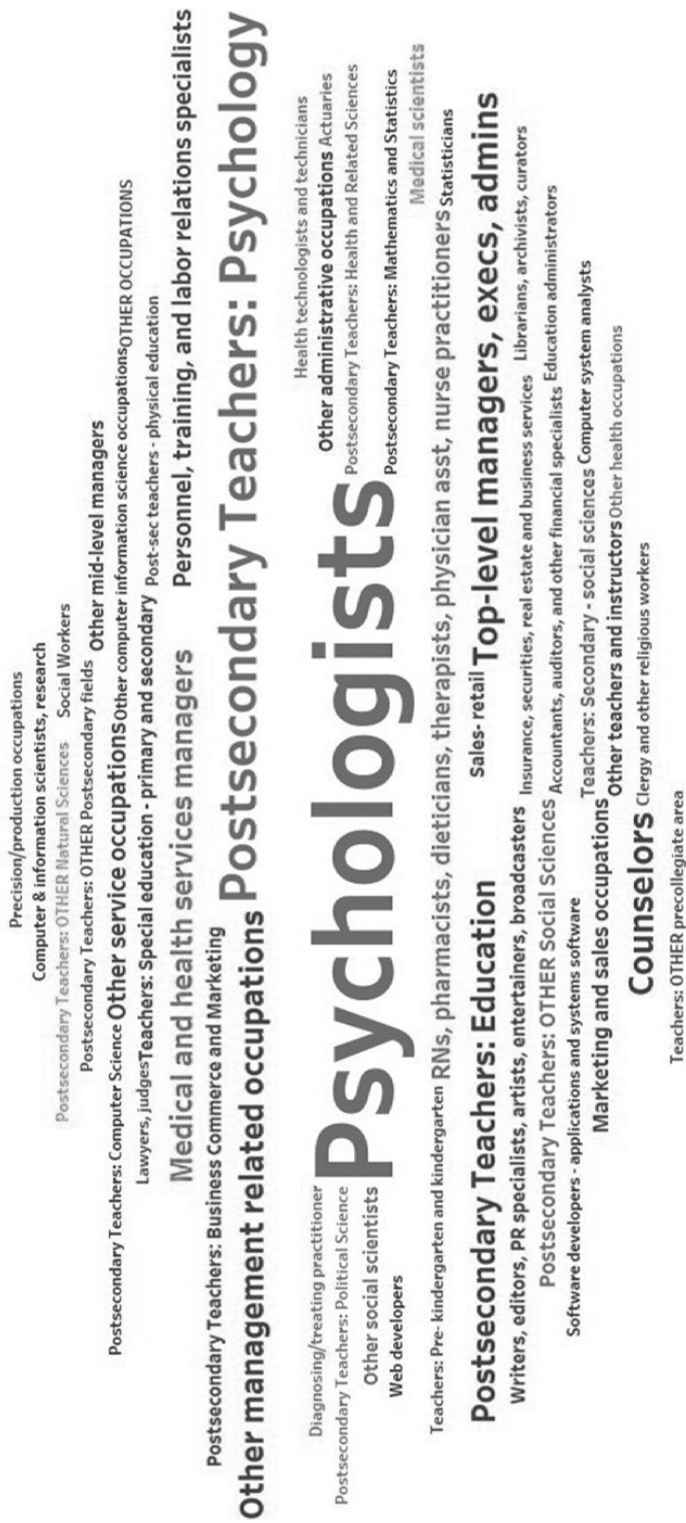 Precision/production occupations
Computer & information scientists, research
Postsecondary Teachers: OTHER Natural Sciences Social Workers
Postsecondary Teachers: OTHER Postsecondary fields Other mid-level managers
Postsecondary Teachers: Computer Science Other service occupations Other computer information science occupations OTHER OCCUPATIONS
Lawyers, judges Teachers: Special education - primary and secondary Post-sec teachers - physical education
Medical and health services managers Personnel, training, and labor relations specialists
Postsecondary Teachers: Business Commerce and Marketing
Postsecondary Teachers: Psychology
Other management related occupations
Health technologists and technicians
Diagnosing/treating practitioner
Other administrative occupations Actuaries
Postsecondary Teachers: Political Science
Psychologists
Postsecondary Teachers: Health and Related Sciences
Other social scientists
Web developers
Postsecondary Teachers: Mathematics and Statistics
Medical scientists
Teachers: Pre- kindergarten and kindergarten RNs, pharmacists, dieticians, therapists, physician asst, nurse practitioners Statisticians
Postsecondary Teachers: Education Sales- retail Top-level managers, execs, admins
Writers, editors, PR specialists, artists, entertainers, broadcasters Insurance, securities, real estate and business services Librarians, archivists, curators
Postsecondary Teachers: OTHER Social Sciences Accountants, auditors, and other financial specialists Education administrators
Software developers - applications and systems software Teachers: Secondary - social sciences Computer system analysts
Marketing and sales occupations Other teachers and instructors Other health occupations
Counselors Clergy and other religious workers
Teachers: OTHER precollegiate area